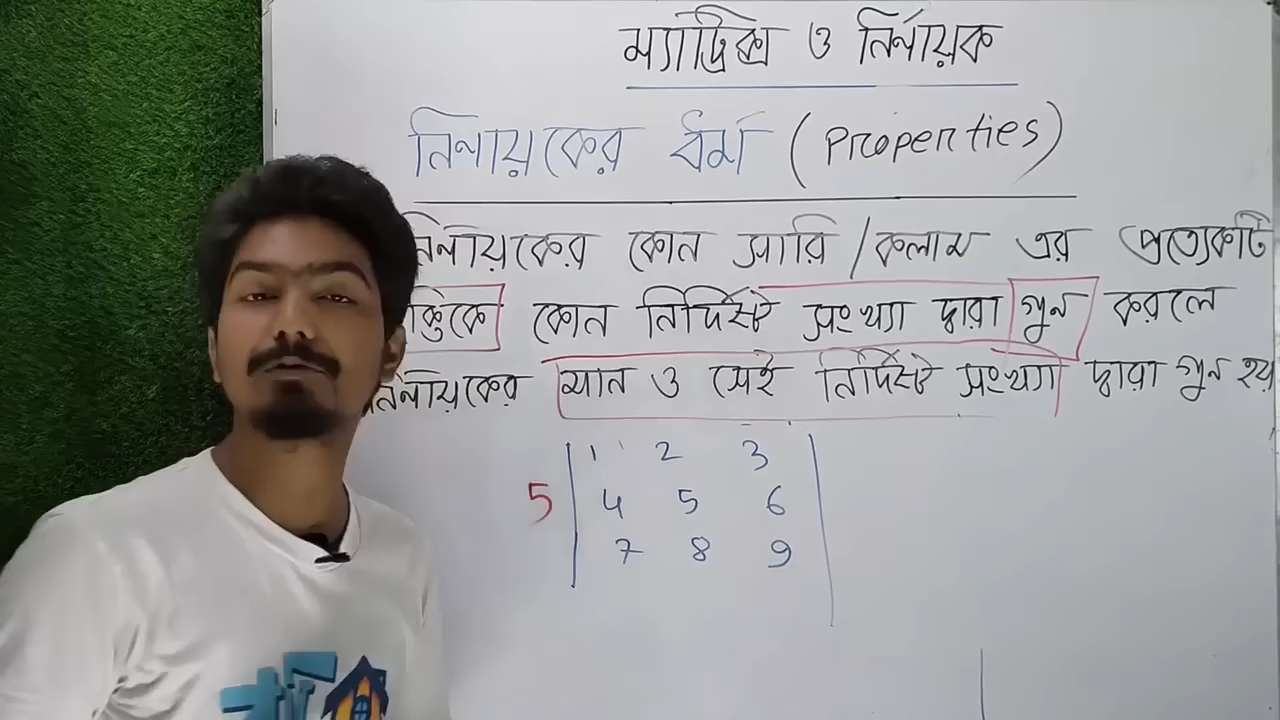 ম্যাট্রিক্স ও নির্ণায়ক
নির্ণায়কের ধর্ম (Properties)
নির্ণায়কের কোন সারি /কলাম এর প্রত্যেকটি
ক্তিকে কোন নির্দিস্ট সংখ্যা দ্বারা গুন করলে
নির্ণায়কের মান ও সেই নির্দিস্ট সংখ্যা দ্বারা গুন হয়
1 2 3
5 4 5 6
7 8 9